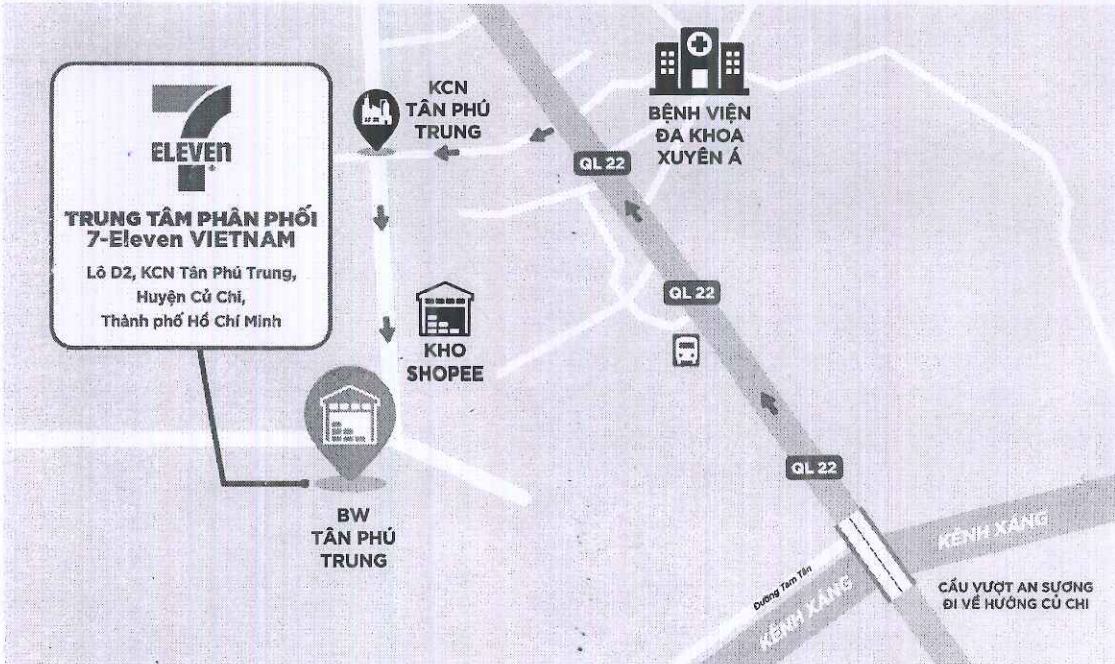 7
ELEVEn
®
TRUNG TÂM PHÂN PHỐI
7-Eleven VIETNAM
Lô D2, KCN Tân Phú Trung,
Huyện Củ Chi,
Thành phố Hồ Chí Minh
KCN
TÂN PHÚ
TRUNG
BỆNH VIỆN
ĐA KHOA
XUYÊN Á
QL 22
QL 22
KHO
SHOPEE
QL 22
BW
TÂN PHÚ
TRUNG
KÊNH XÁNG
Đường Tam Tân
KÊNH XÁNG
CẦU VƯỢT AN SƯƠNG
ĐI VỀ HƯỚNG CỦ CHI